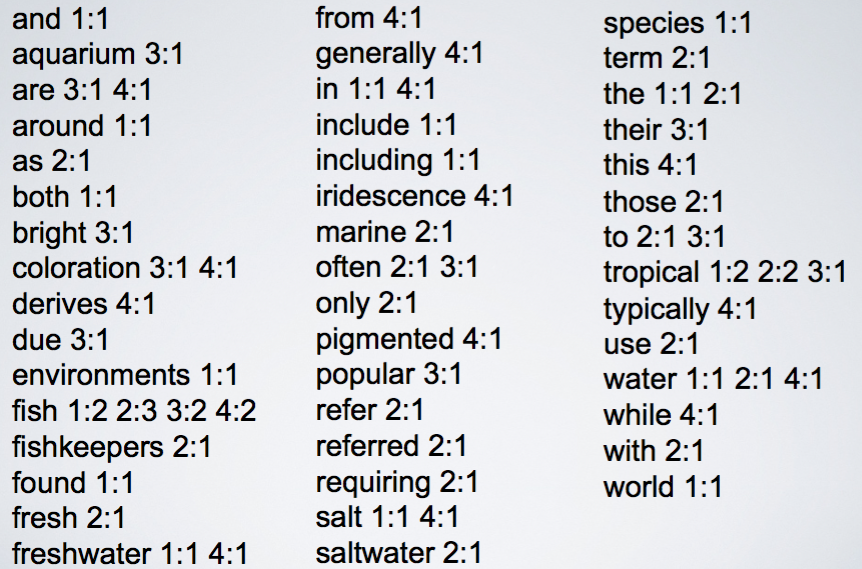 and 1:1
aquarium 3:1
are 3:1 4:1
around 1:1
as 2:1
both 1:1
bright 3:1
coloration 3:1 4:1
derives 4:1
due 3:1
environments 1:1
fish 1:2 2:3 3:2 4:2
fishkeepers 2:1
found 1:1
fresh 2:1
freshwater 1:1 4:1
from 4:1
generally 4:1
in 1:1 4:1
include 1:1
including 1:1
iridescence 4:1
marine 2:1
often 2:1 3:1
only 2:1
pigmented 4:1
popular 3:1
refer 2:1
referred 2:1
requiring 2:1
salt 1:1 4:1
saltwater 2:1
species 1:1
term 2:1
the 1:1 2:1
their 3:1
this 4:1
those 2:1
to 2:1 3:1
tropical 1:2 2:2 3:1
typically 4:1
use 2:1
water 1:1 2:1 4:1
while 4:1
with 2:1
world 1:1